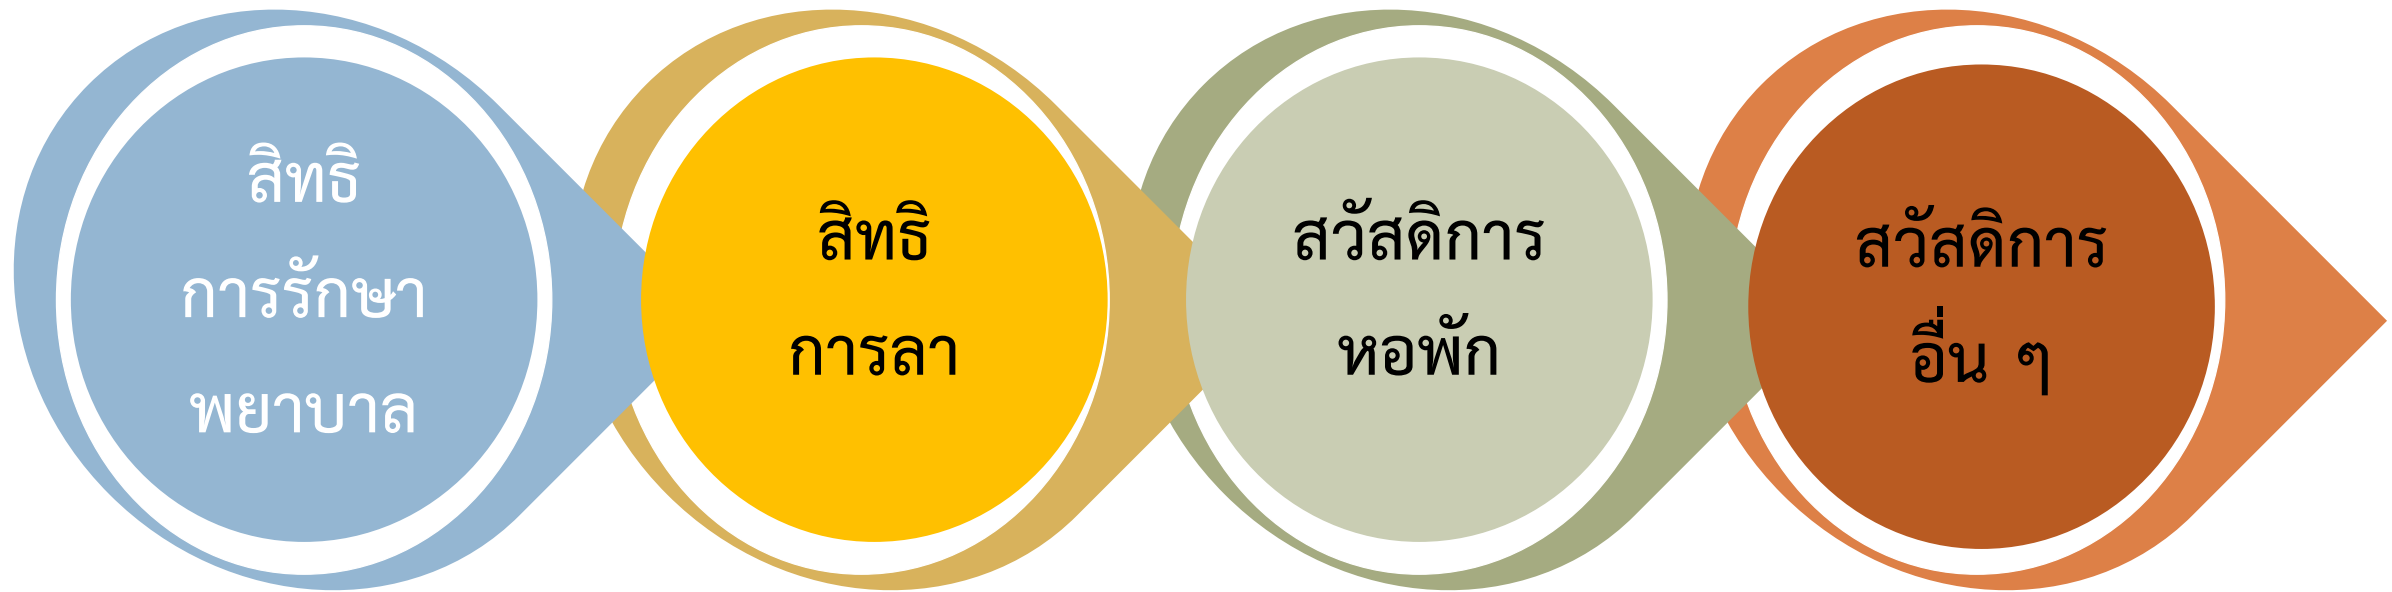 สิทธิ
การรักษา
พยาบาล
สิทธิ
การลา
สวัสดิการ
หอพัก
สวัสดิการ
อื่น ๆ